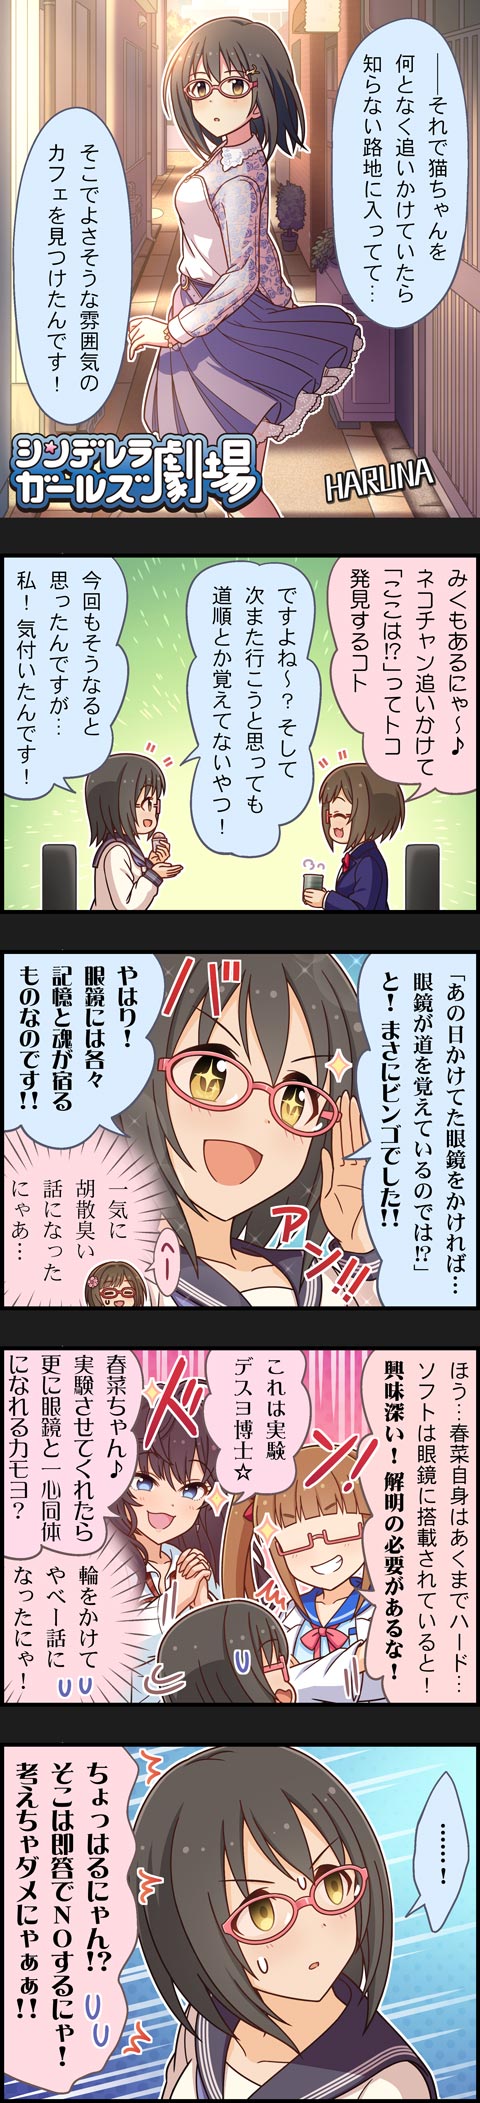 ──それで猫ちゃんを
何となく追いかけていたら
知らない路地に入ってて…
そこでよさそうな雰囲気の
カフェを見つけたんです！
シンデレラ
ガールズ劇場
HARUNA
みくもあるにゃ～♪
ネコチャン追いかけて
「ここは!?」ってトコ
発見するコト
ですよね～？そして
次また行こうと思っても
道順とか覚えてないやつ！
今回もそうなると
思ったんですが…
私！気付いたんです！
「あの日かけてた眼鏡をかければ…
眼鏡が道を覚えているのでは!?」
と！まさにビンゴでした!!
バ
アン!!
やはり！
眼鏡には各々
記憶と魂が宿る
ものなのです!!
へー
一気に
胡散臭い
話になった
にゃあ…
ほう…春菜自身はあくまでハード…
ソフトは眼鏡に搭載されていると！
興味深い！解明の必要があるな！
ズ
ン！
これは実験
デスヨ博士☆
春菜ちゃん♪
実験させてくれたら
更に眼鏡と一心同体
になれるカモヨ？
輪をかけて
やべー話に
なったにゃ！
……！
ちょっはるにゃん!?
そこは即答でNOするにゃ！
考えちゃダメにゃぁぁ!!